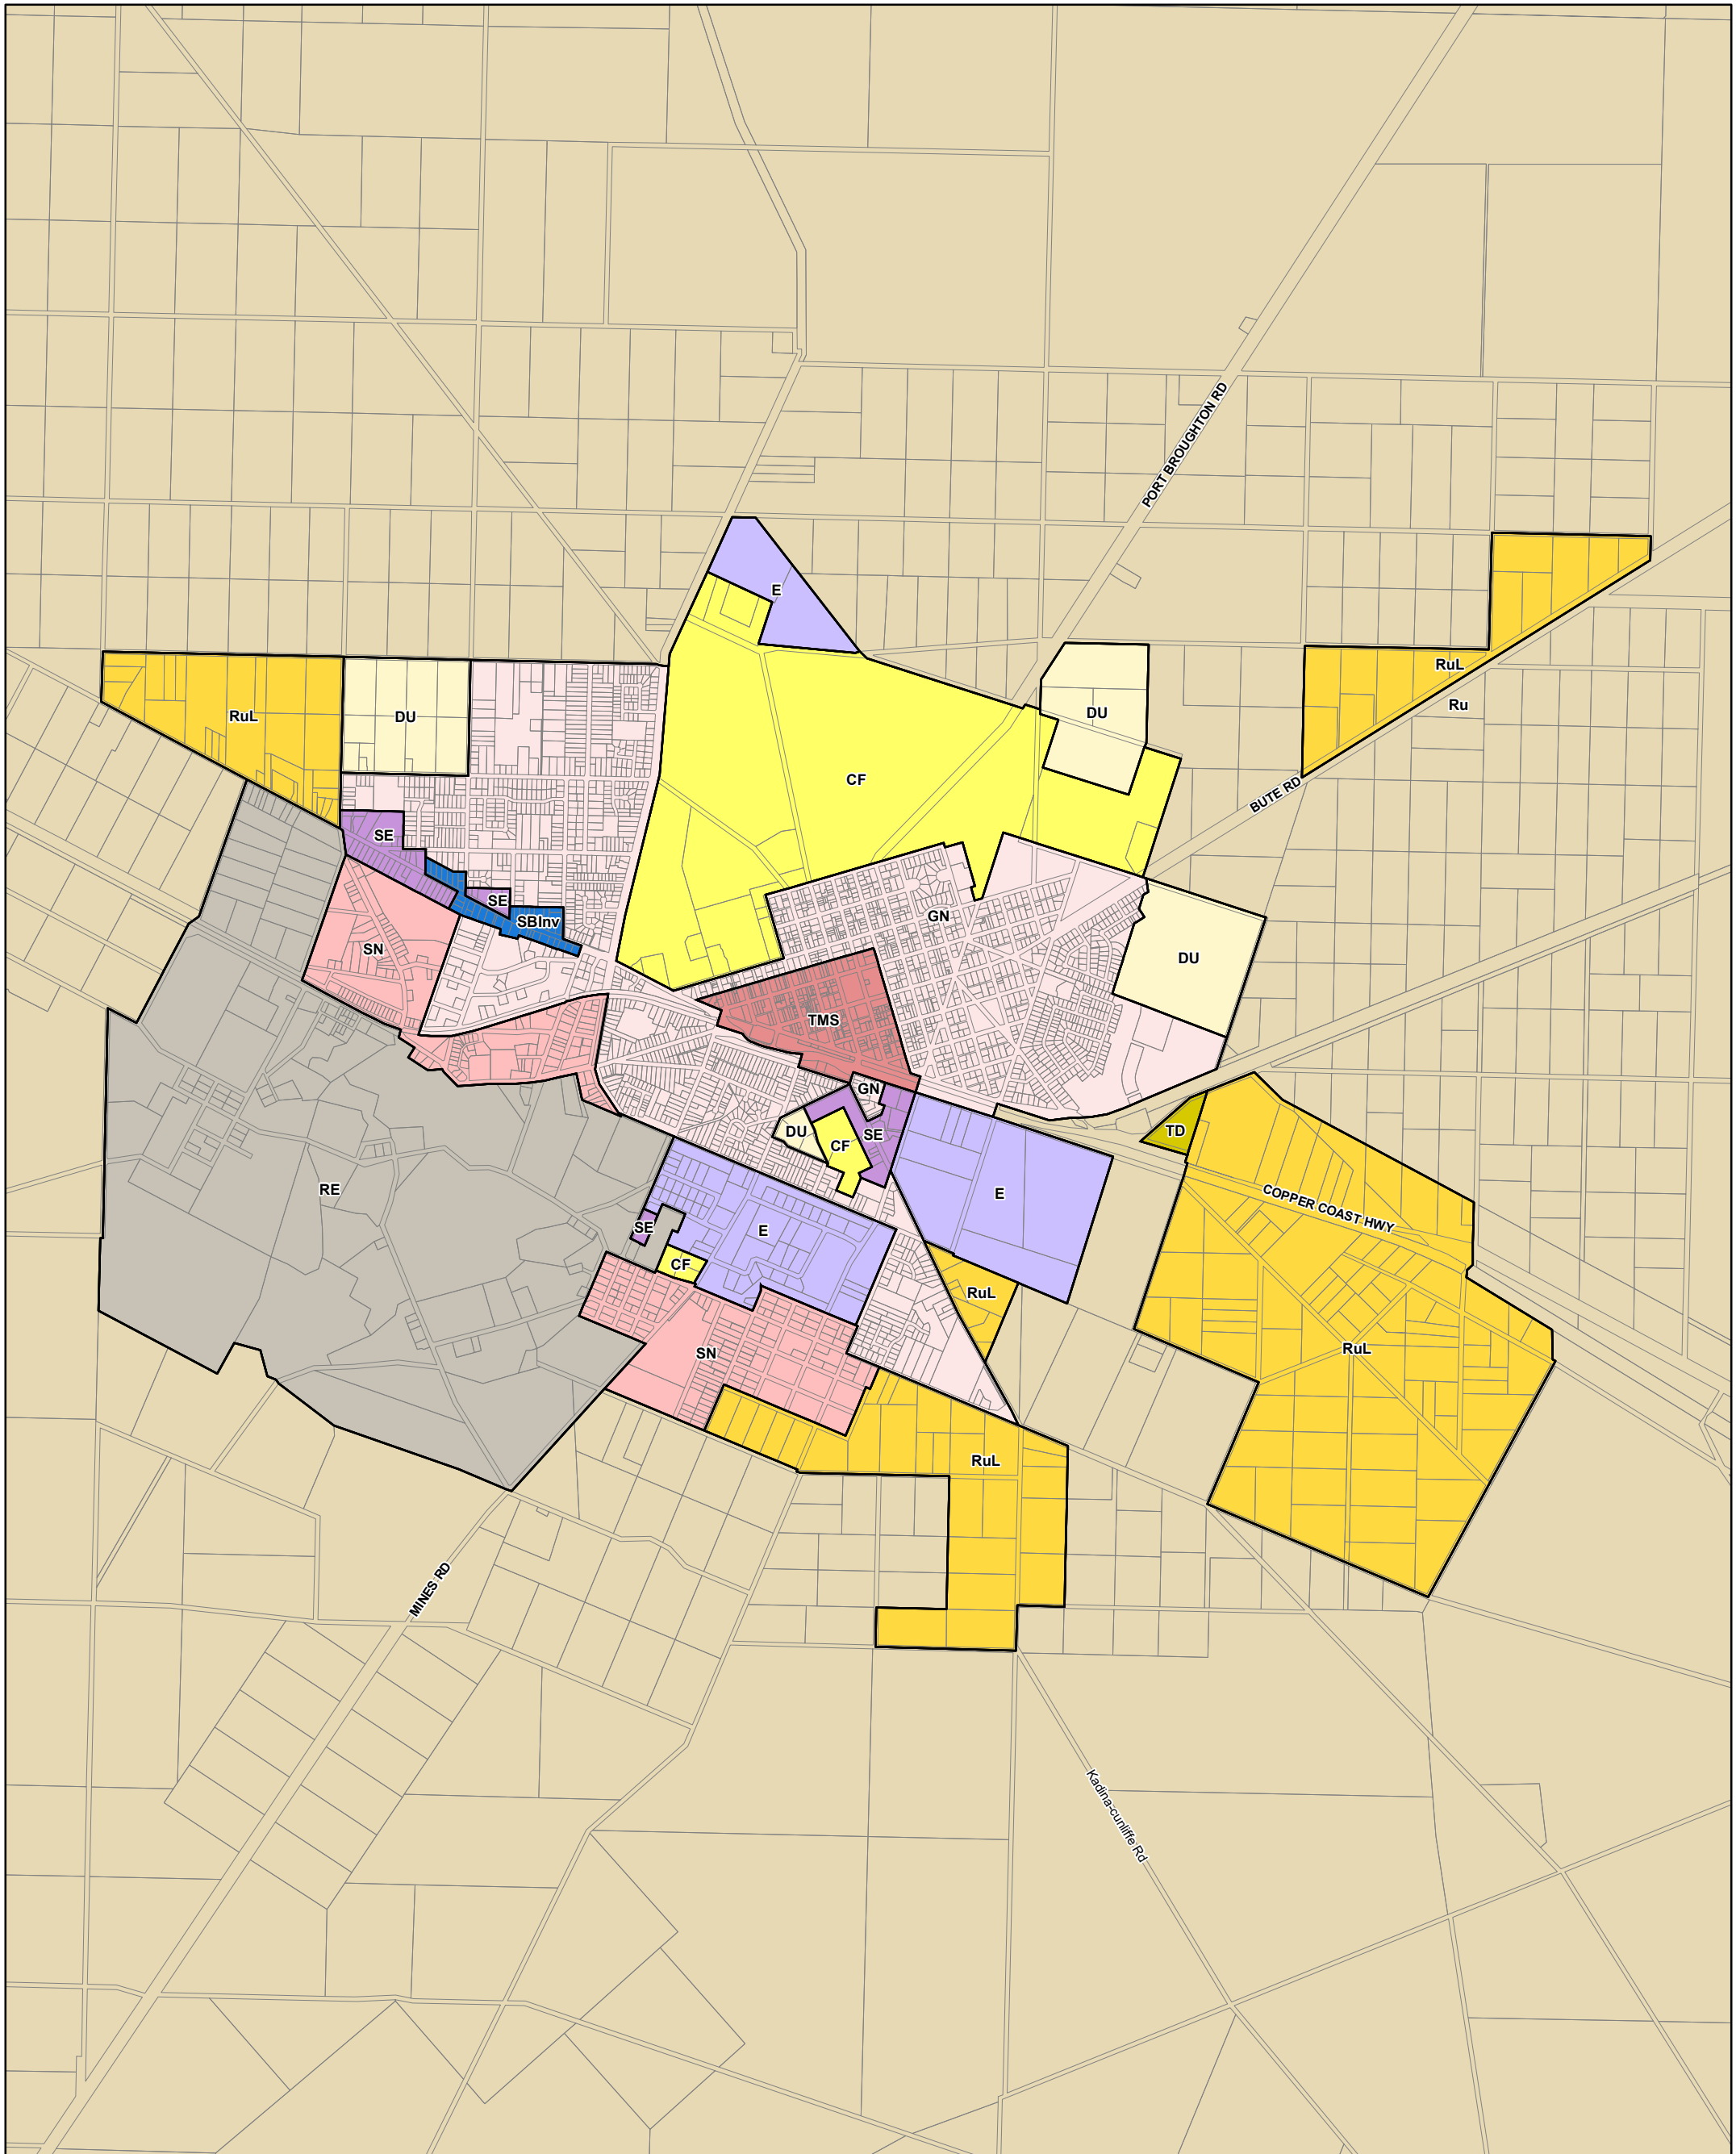 PORT BROUGHTON RD
E
RuL
Ru
DU
RuL
DU
CF
BUTE RD
SE
SE
SBInv
GN
SN
DU
TMS
GN
TD
DU
CF
SE
RE
E
COPPER COAST HWY
SE
E
CF
RuL
SN
RuL
RuL
MINES RD
Kadina-cunliffe Rd